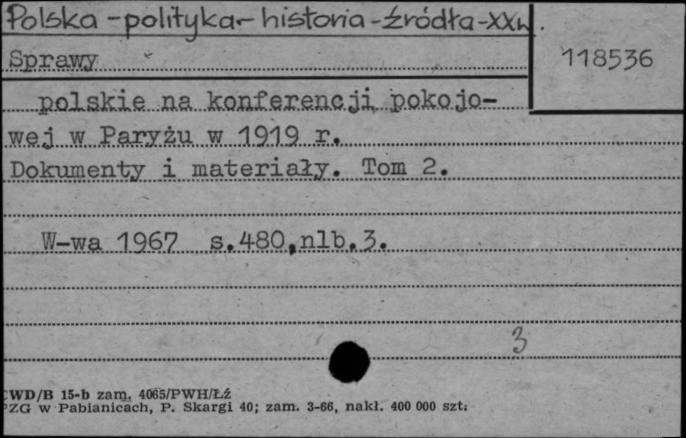 Polska - polityka - historia - źródła - XX w.
Sprawy
118536
polskie na konferencji pokojo-
wej w Paryżu w 1919 r.
Dokumenty i materiały. Tom 2.
W-wa 1967 s.480,nlb.3.
3
CWD/B 15-b zam. 4065/PWH/Łź
PZG w Pabianicach, P. Skargi 40; zam. 3-66, nakł. 400 000 szt.